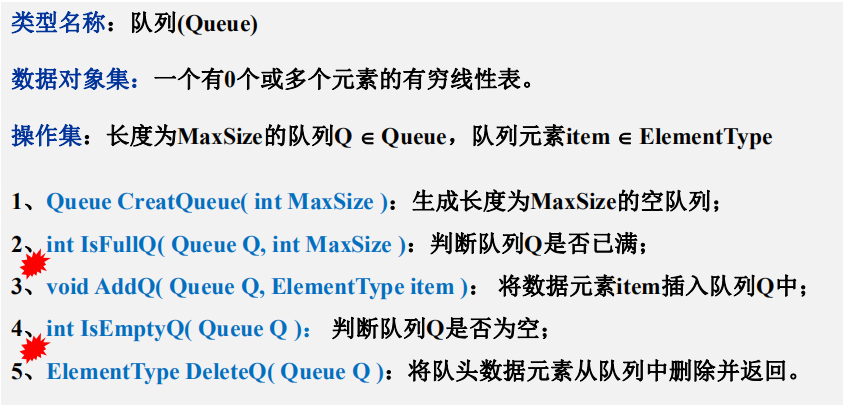 类型名称：队列(Queue)
数据对象集：一个有0个或多个元素的有穷线性表。
操作集：长度为MaxSize的队列Q ∈ Queue，队列元素item ∈ ElementType
1、Queue CreatQueue( int MaxSize )：生成长度为MaxSize的空队列；
2、int IsFullQ( Queue Q, int MaxSize )：判断队列Q是否已满；
3、void AddQ( Queue Q, ElementType item )： 将数据元素item插入队列Q中；
4、int IsEmptyQ( Queue Q )： 判断队列Q是否为空；
5、ElementType DeleteQ( Queue Q )：将队头数据元素从队列中删除并返回。